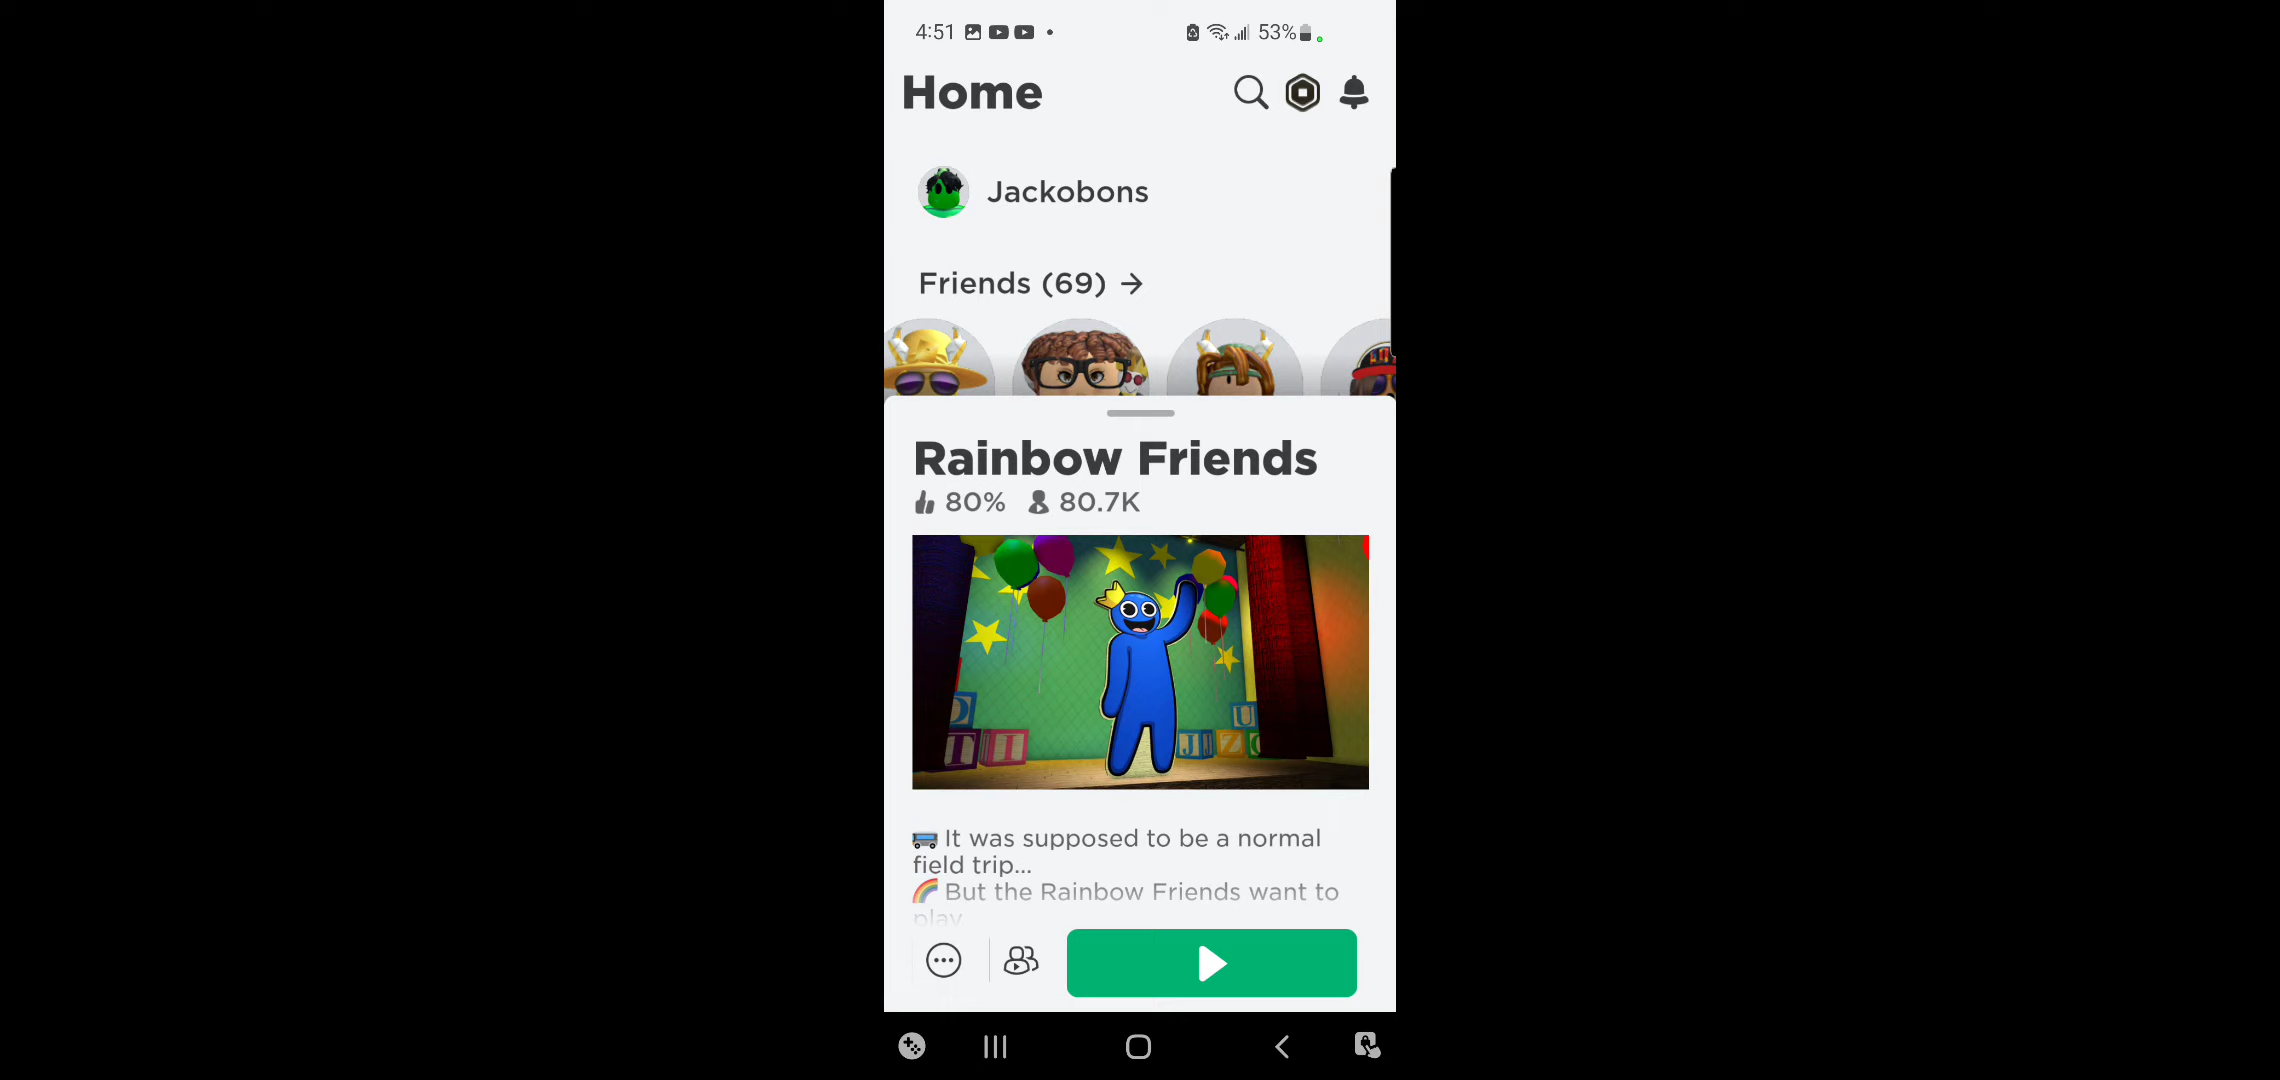 4:51 53%
Home
Jackobons
Friends (69) →
Rainbow Friends
80% 80.7K
It was supposed to be a normal
field trip...
But the Rainbow Friends want to
play